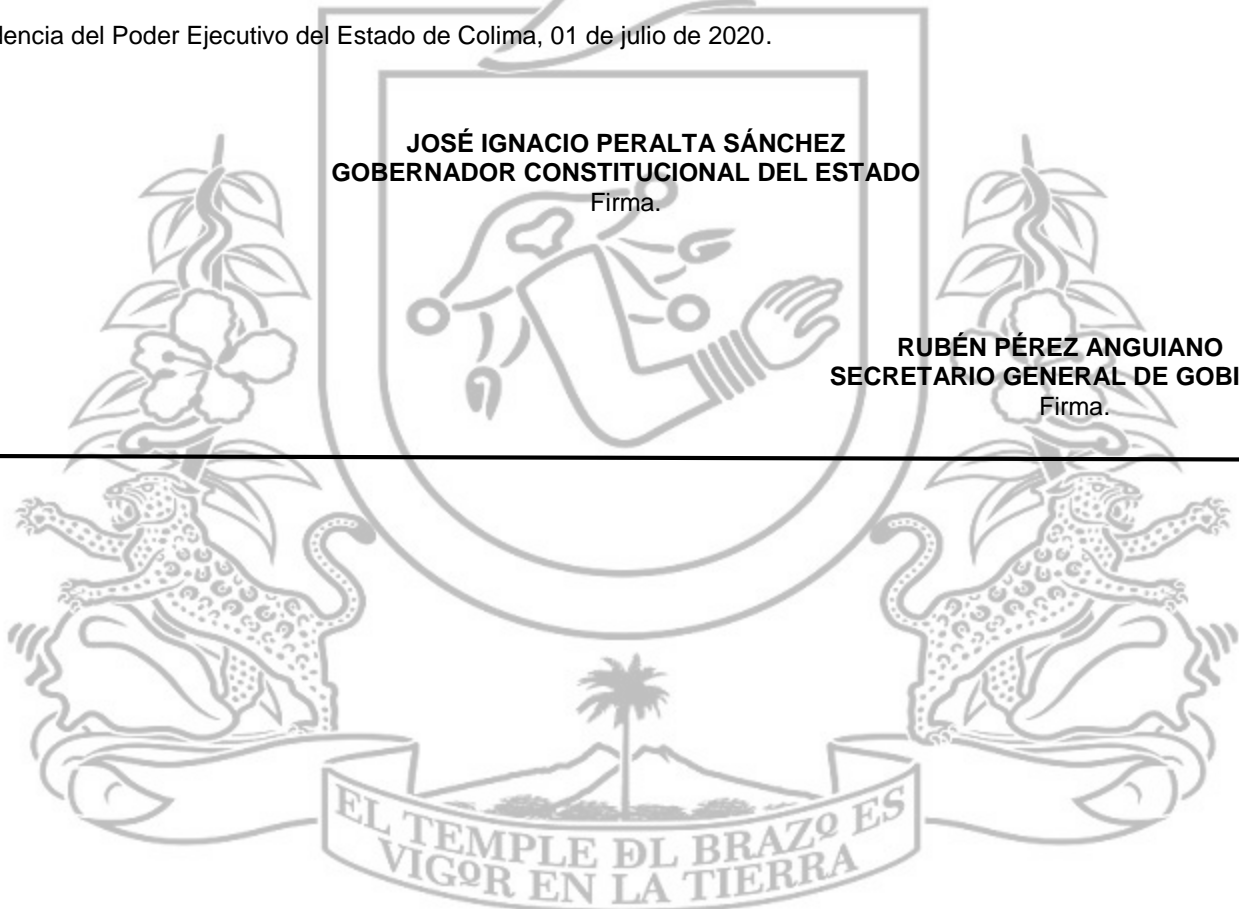 dencia del Poder Ejecutivo del Estado de Colima, 01 de julio de 2020.
JOSÉ IGNACIO PERALTA SÁNCHEZ
GOBERNADOR CONSTITUCIONAL DEL ESTADO
Firma.
RUBÉN PÉREZ ANGUIANO
SECRETARIO GENERAL DE GOBI
Firma.
EL TEMPLE DL BRAZO ES
VIGOR EN LA TIERRA